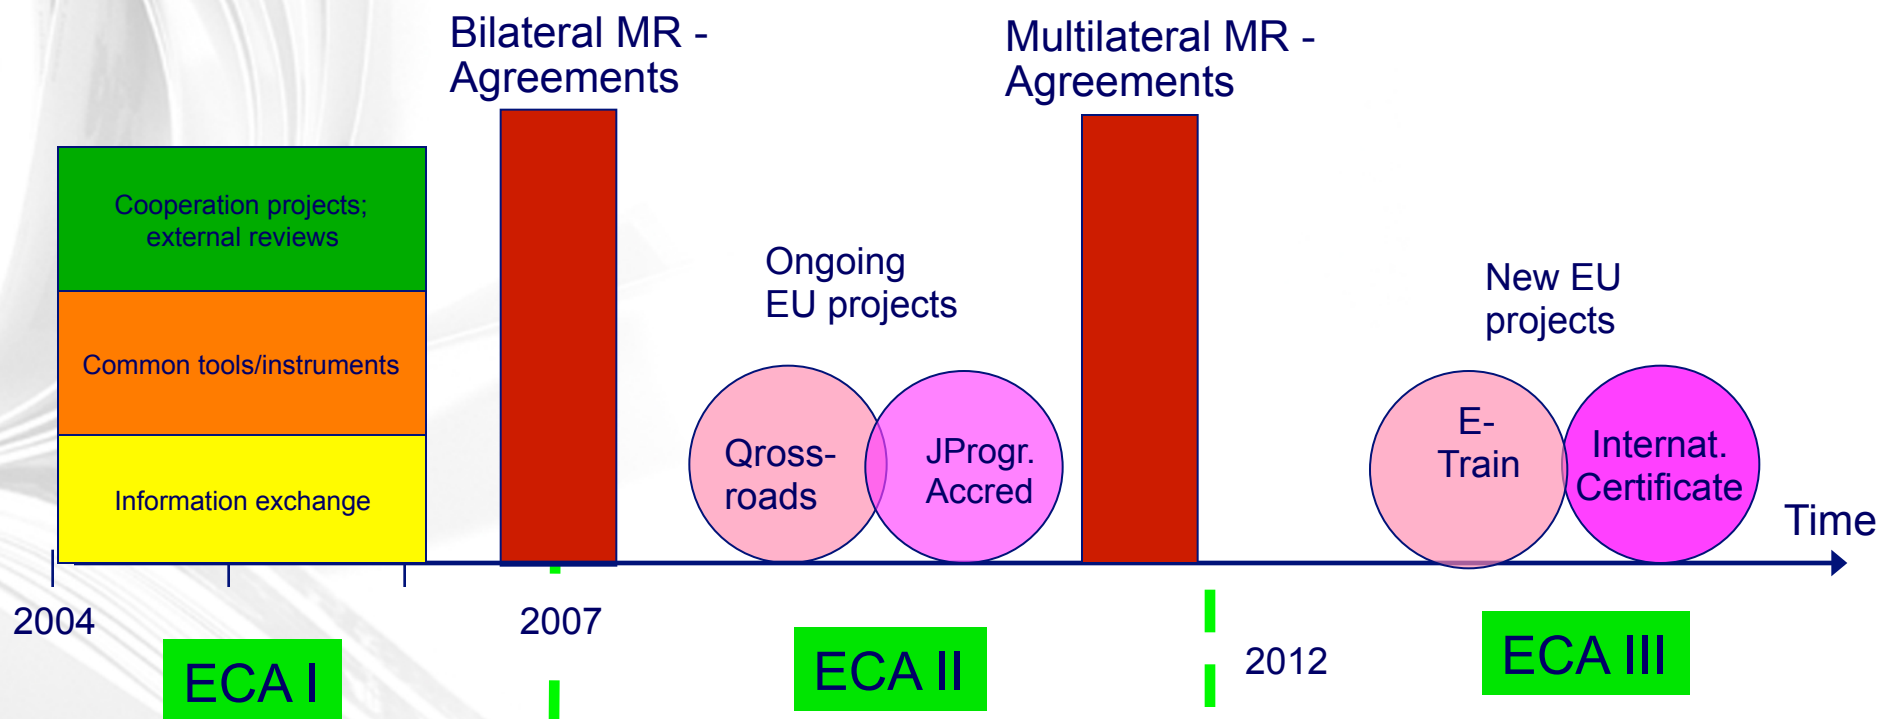 Bilateral MR -
Agreements
Multilateral MR -
Agreements
Cooperation projects;
external reviews
Common tools/instruments
Information exchange
Ongoing
EU projects
Qross-
roads
JProgr.
Accred
New EU
projects
E-
Train
Internat.
Certificate
Time
2004
2007
2012
ECA I
ECA II
ECA III